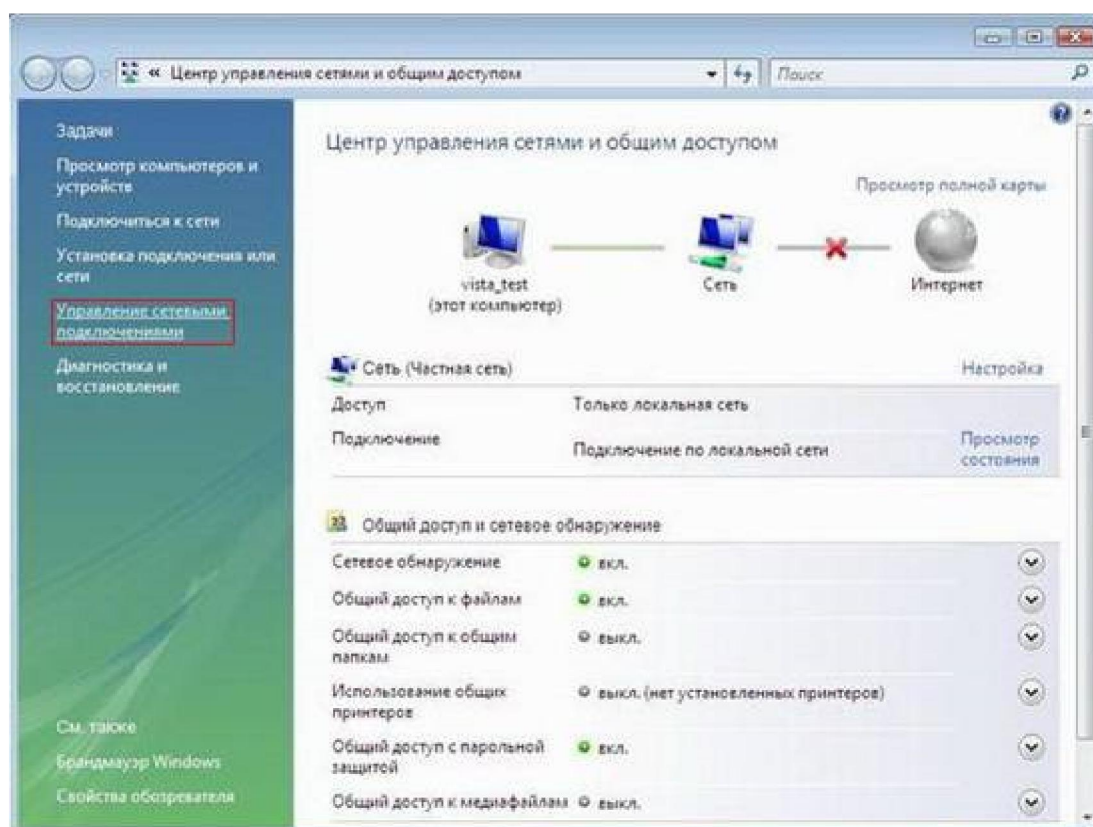 « Центр управления сетями и общим доступом
Поиск
Задачи
Просмотр компьютеров и
устройств
Подключиться к сети
Установка подключения или
сети
Управление сетевыми
подключениями
Диагностика и
восстановление
См. также
Брандмауэр Windows
Свойства обозревателя
Центр управления сетями и общим доступом
Просмотр полной карты
vista_test
(этот компьютер)
Сеть
Интернет
Сеть (Частная сеть)
Настройка
Доступ
Только локальная сеть
Подключение
Подключение по локальной сети
Просмотр
состояния
Общий доступ и сетевое обнаружение
Сетевое обнаружение
вкл.
Общий доступ к файлам
вкл.
Общий доступ к общим
папкам
выкл.
Использование общих
принтеров
выкл. (нет установленных принтеров)
Общий доступ с парольной
защитой
вкл.
Общий доступ к медиафайлам
выкл.